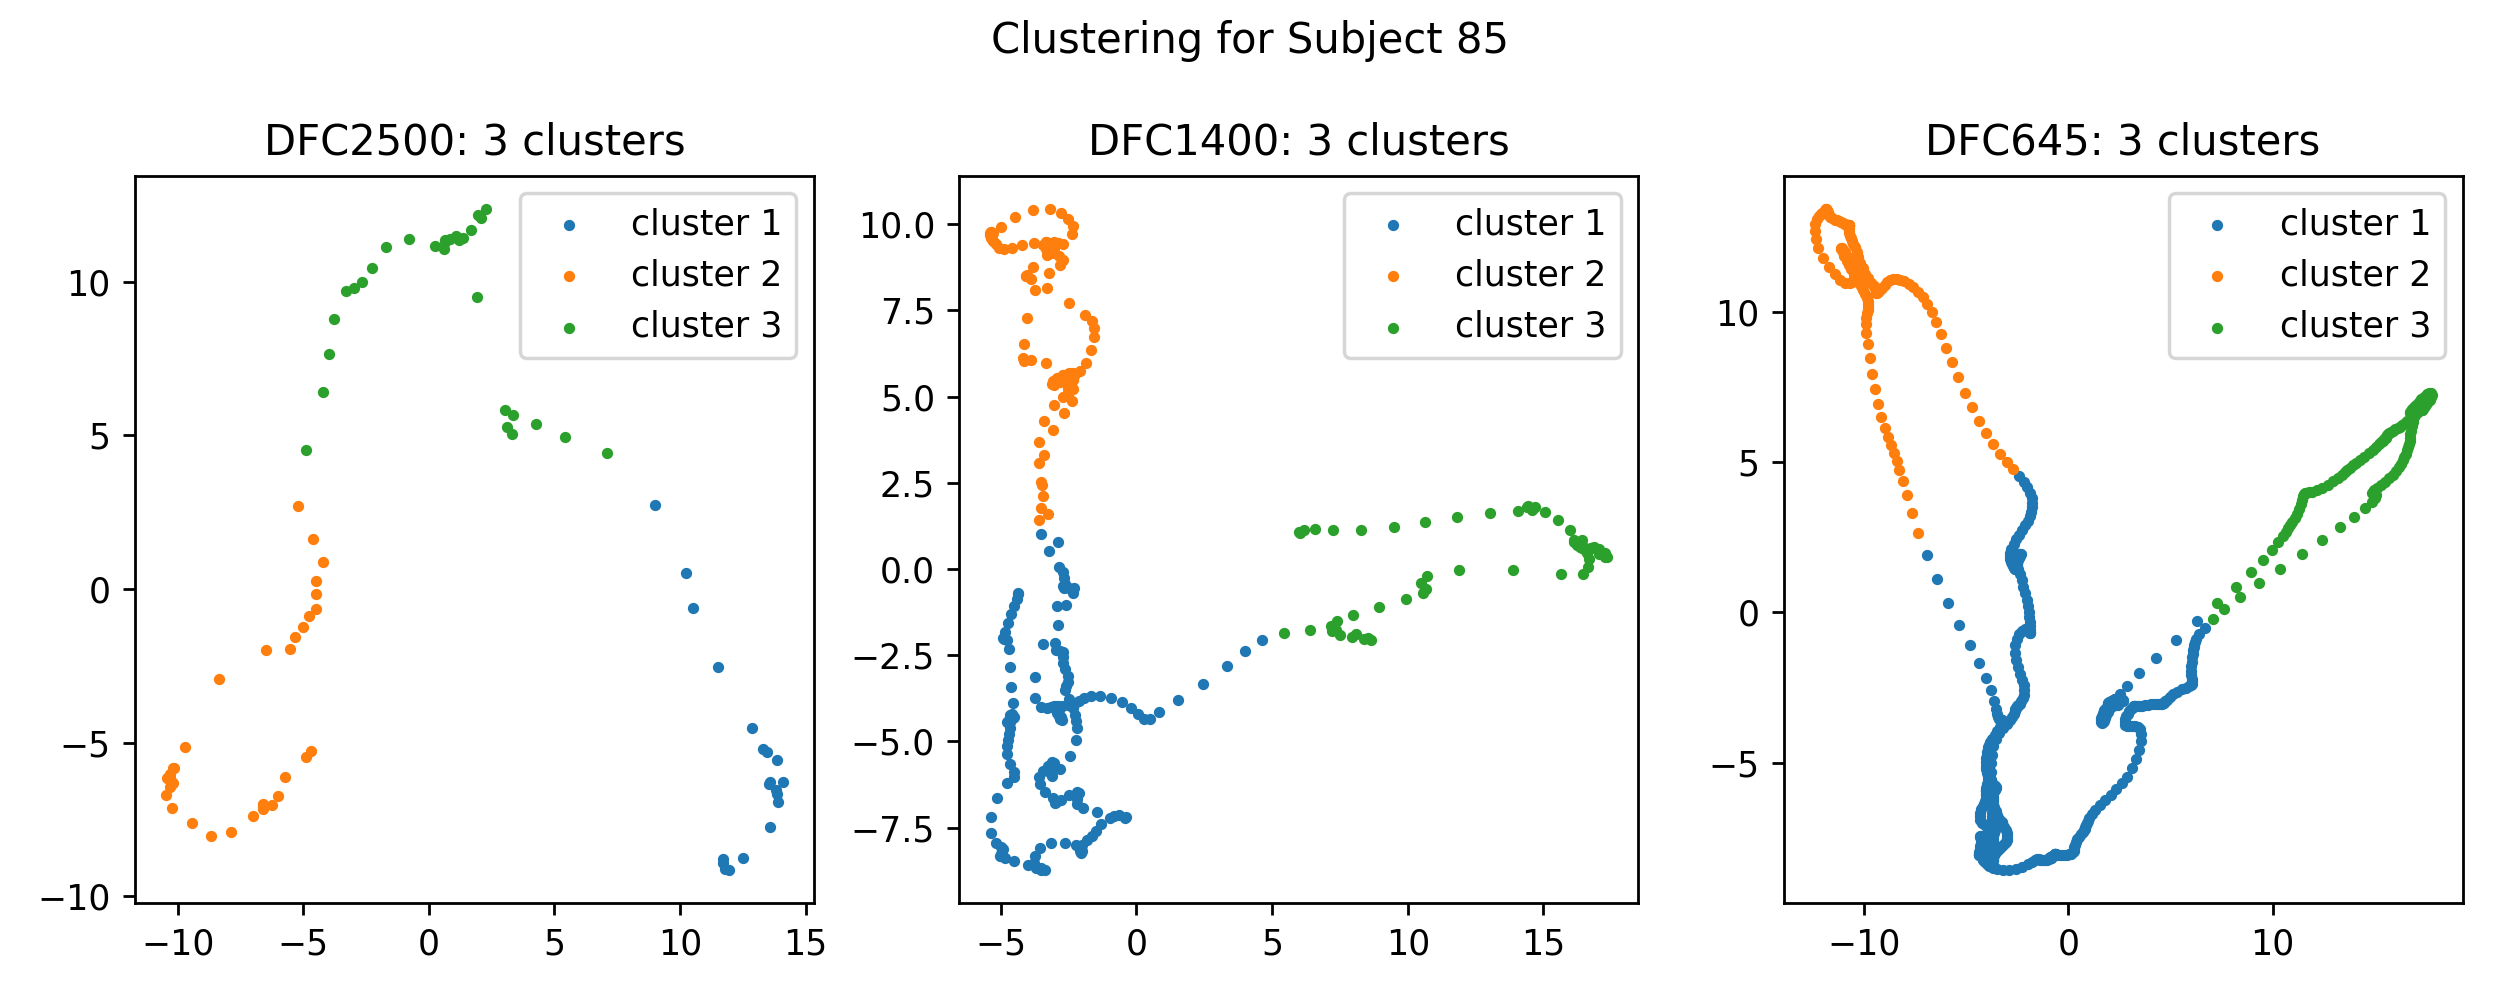 Clustering for Subject 85
DFC2500: 3 clusters
cluster 1
cluster 2
cluster 3
10
5
0
−5
−10
−10 −5 0 5 10 15
DFC1400: 3 clusters
cluster 1
cluster 2
cluster 3
10.0
7.5
5.0
2.5
0.0
−2.5
−5.0
−7.5
−5 0 5 10 15
DFC645: 3 clusters
cluster 1
cluster 2
cluster 3
10
5
0
−5
−10 0 10